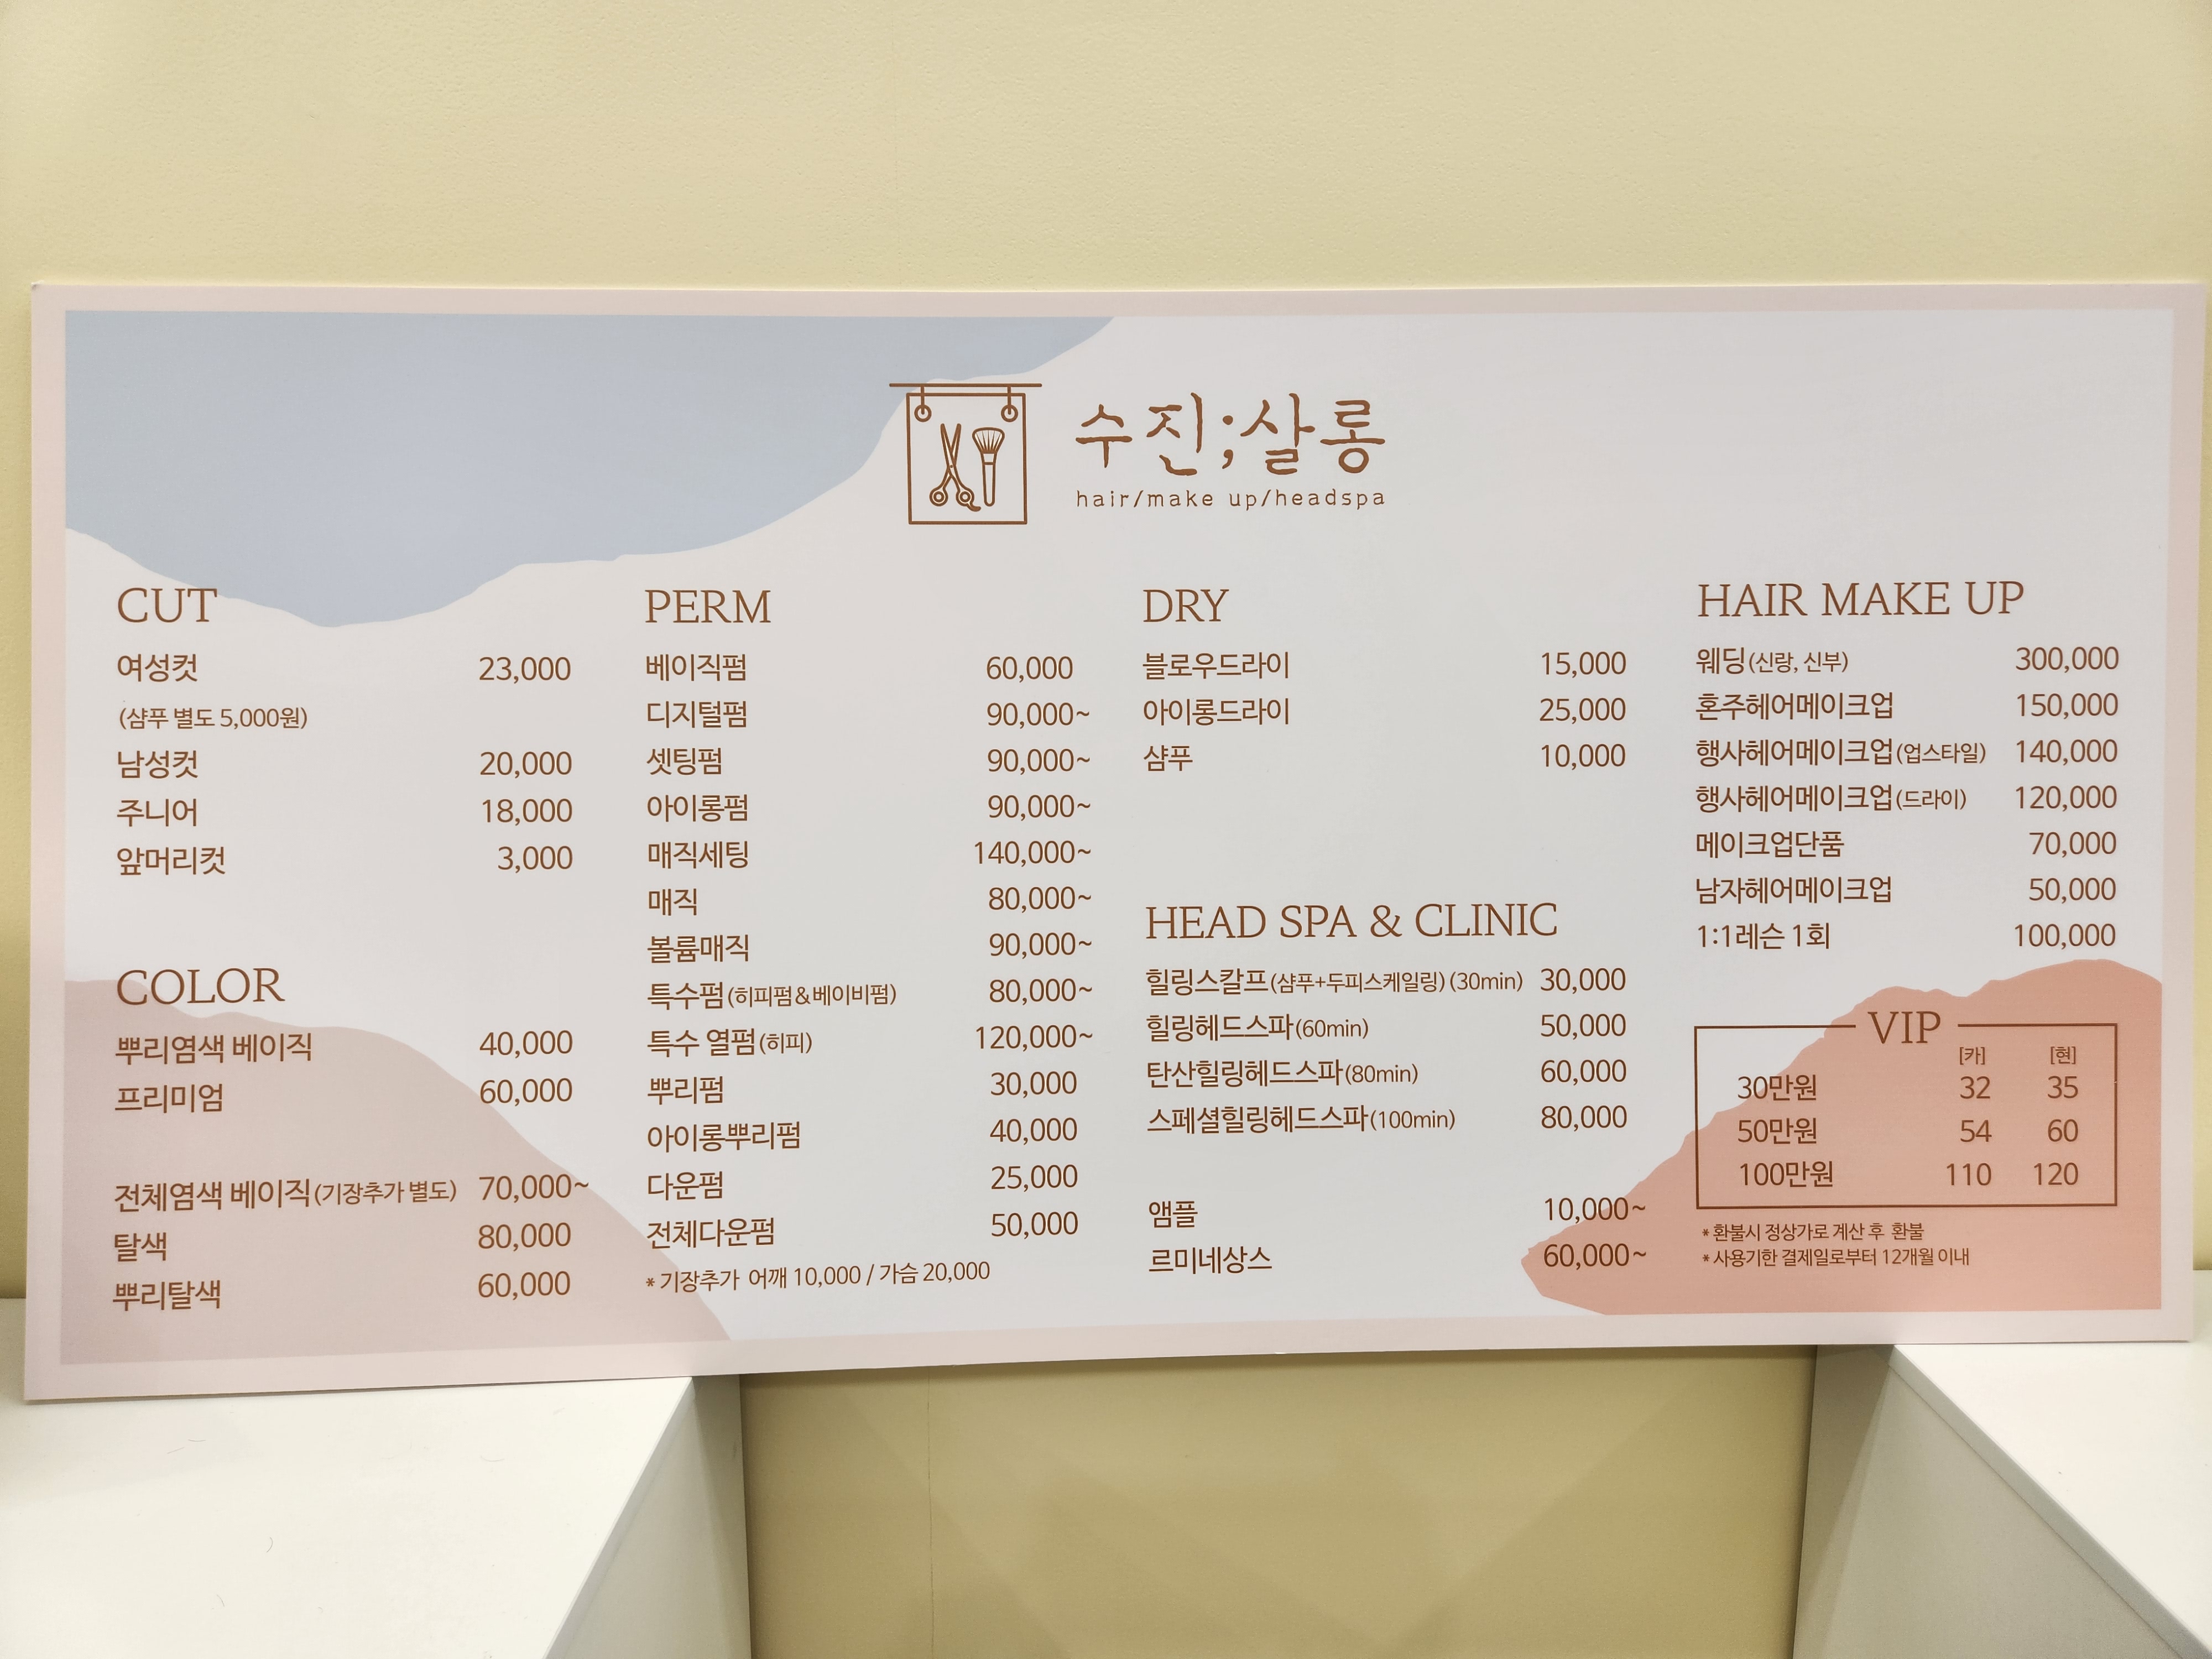 수진;살롱
hair/make up/headspa
CUT
여성컷 23,000
(샴푸 별도 5,000원)
남성컷 20,000
주니어 18,000
앞머리컷 3,000
COLOR
뿌리염색 베이직 40,000
프리미엄 60,000
전체염색 베이직(기장추가 별도) 70,000~
탈색 80,000
뿌리탈색 60,000
PERM
베이직펌 60,000
디지털펌 90,000~
셋팅펌 90,000~
아이롱펌 90,000~
매직세팅 140,000~
매직 80,000~
볼륨매직 90,000~
특수펌(히피펌&베이비펌) 80,000~
특수 열펌(히피) 120,000~
뿌리펌 30,000
아이롱뿌리펌 40,000
다운펌 25,000
전체다운펌 50,000
* 기장추가 어깨 10,000 / 가슴 20,000
DRY
블로우드라이 15,000
아이롱드라이 25,000
샴푸 10,000
HEAD SPA & CLINIC
힐링스칼프(샴푸+두피스케일링) (30min) 30,000
힐링헤드스파(60min) 50,000
탄산힐링헤드스파(80min) 60,000
스페셜힐링헤드스파(100min) 80,000
앰플 10,000~
르미네상스 60,000~
HAIR MAKE UP
웨딩(신랑, 신부) 300,000
혼주헤어메이크업 150,000
행사헤어메이크업(업스타일) 140,000
행사헤어메이크업(드라이) 120,000
메이크업단품 70,000
남자헤어메이크업 50,000
1:1레슨 1회 100,000
VIP
[카] [현]
30만원 32 35
50만원 54 60
100만원 110 120
* 환불시 정상가로 계산 후 환불
* 사용기한 결제일로부터 12개월 이내